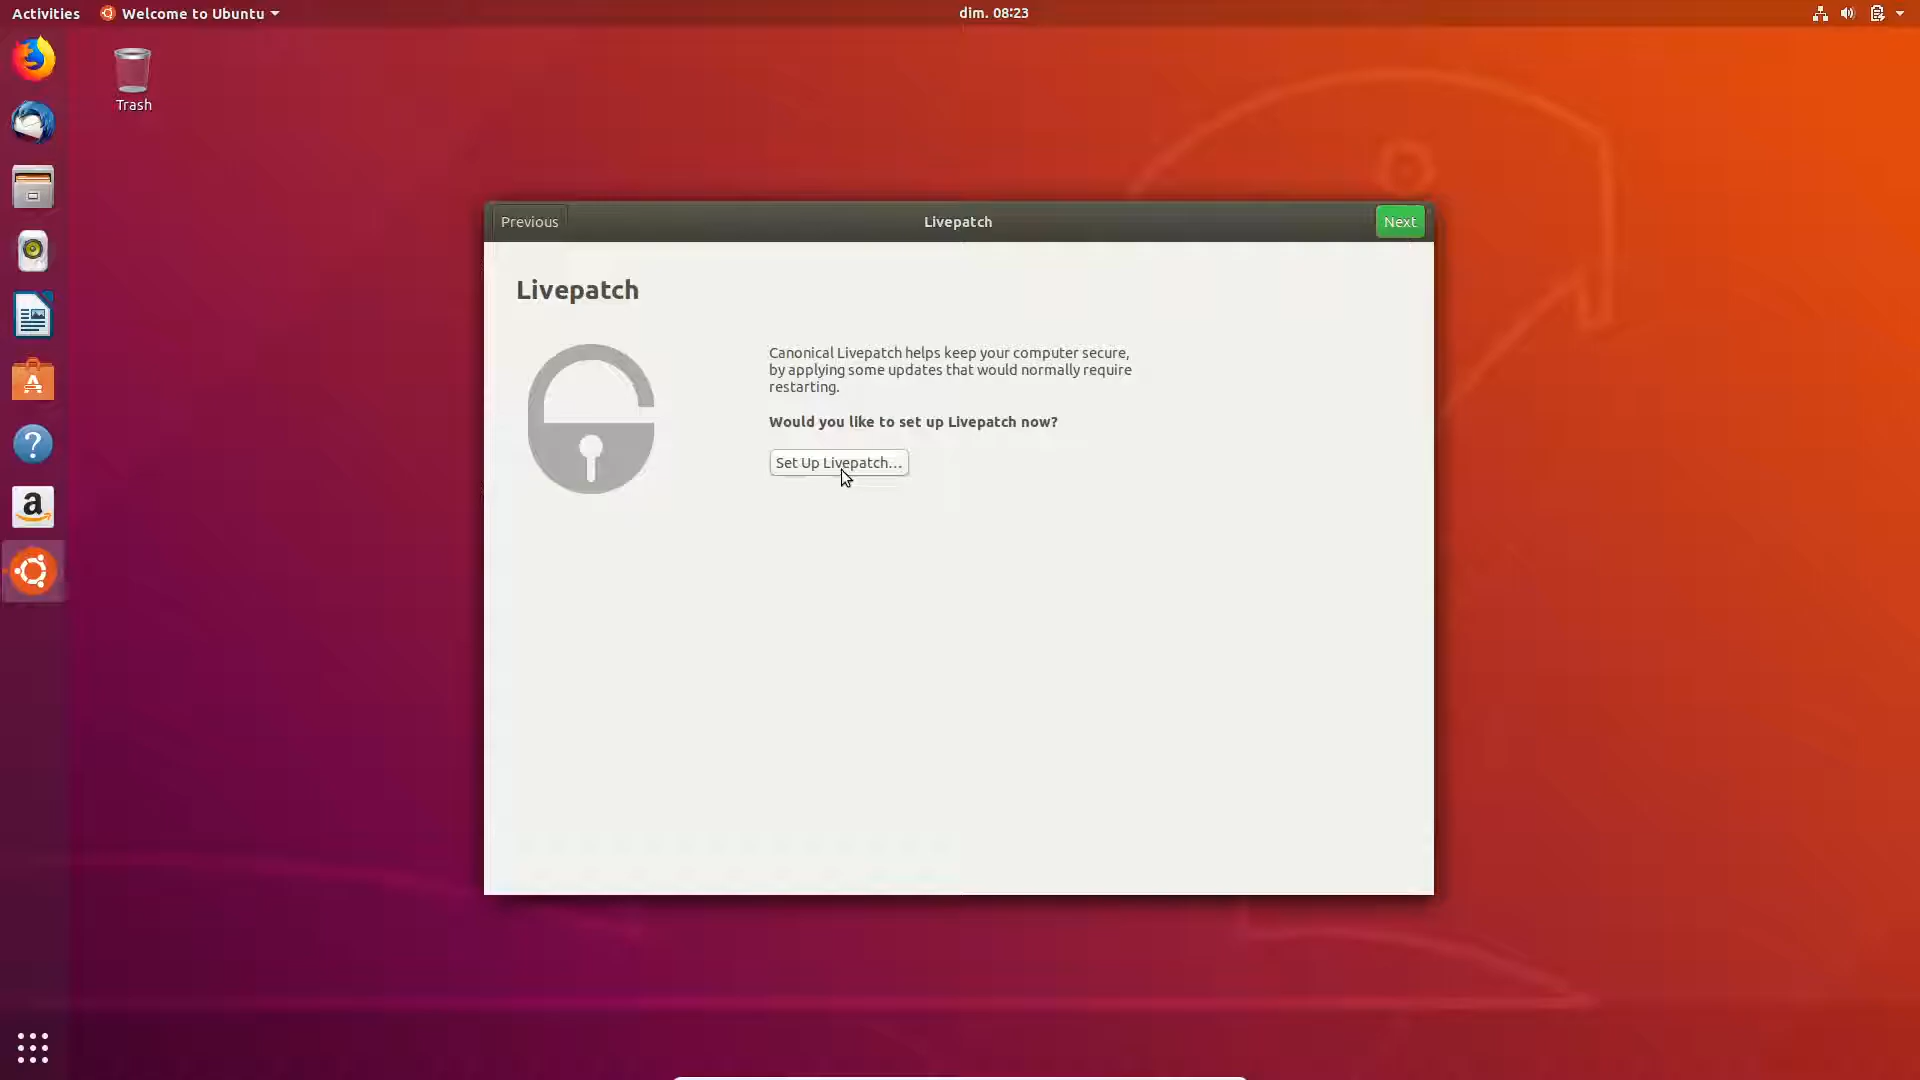 Activities
Welcome to Ubuntu
dim. 08:23
Trash
Previous
Livepatch
Next
Livepatch
Canonical Livepatch helps keep your computer secure,
by applying some updates that would normally require
restarting.
Would you like to set up Livepatch now?
Set Up Livepatch…